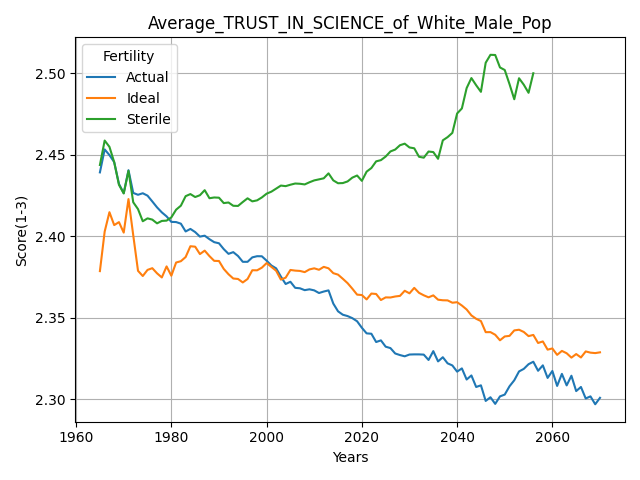 Average_TRUST_IN_SCIENCE_of_White_Male_Pop
Fertility
Actual
Ideal
Sterile
2.50
2.45
2.40
2.35
2.30
Score(1-3)
1960 1980 2000 2020 2040 2060
Years